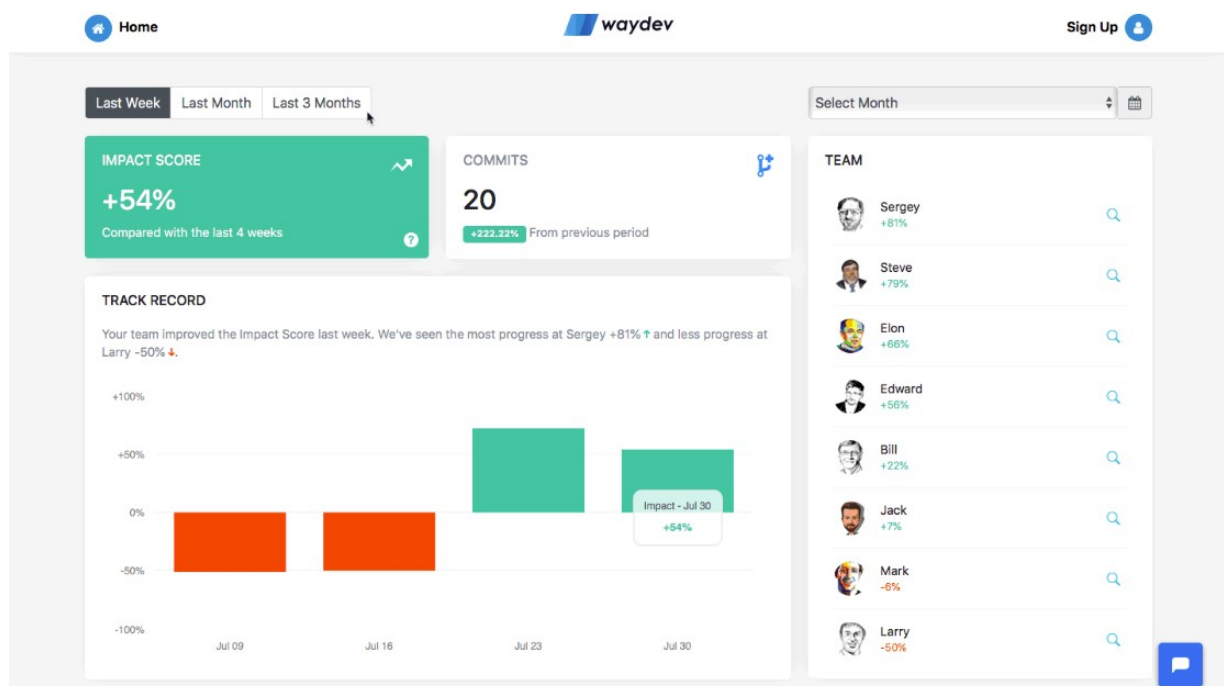 Home
waydev
Sign Up
Last Week
Last Month
Last 3 Months
Select Month
IMPACT SCORE
+54%
Compared with the last 4 weeks
?
COMMITS
20
+222.22% From previous period
TRACK RECORD
Your team improved the Impact Score last week. We've seen the most progress at Sergey +81% ↑ and less progress at
Larry -50% ↓.
+100%
+50%
0%
-50%
-100%
Impact - Jul 30
+54%
Jul 09
Jul 16
Jul 23
Jul 30
TEAM
Sergey
+81%
Steve
+79%
Elon
+66%
Edward
+56%
Bill
+22%
Jack
+7%
Mark
-6%
Larry
-50%